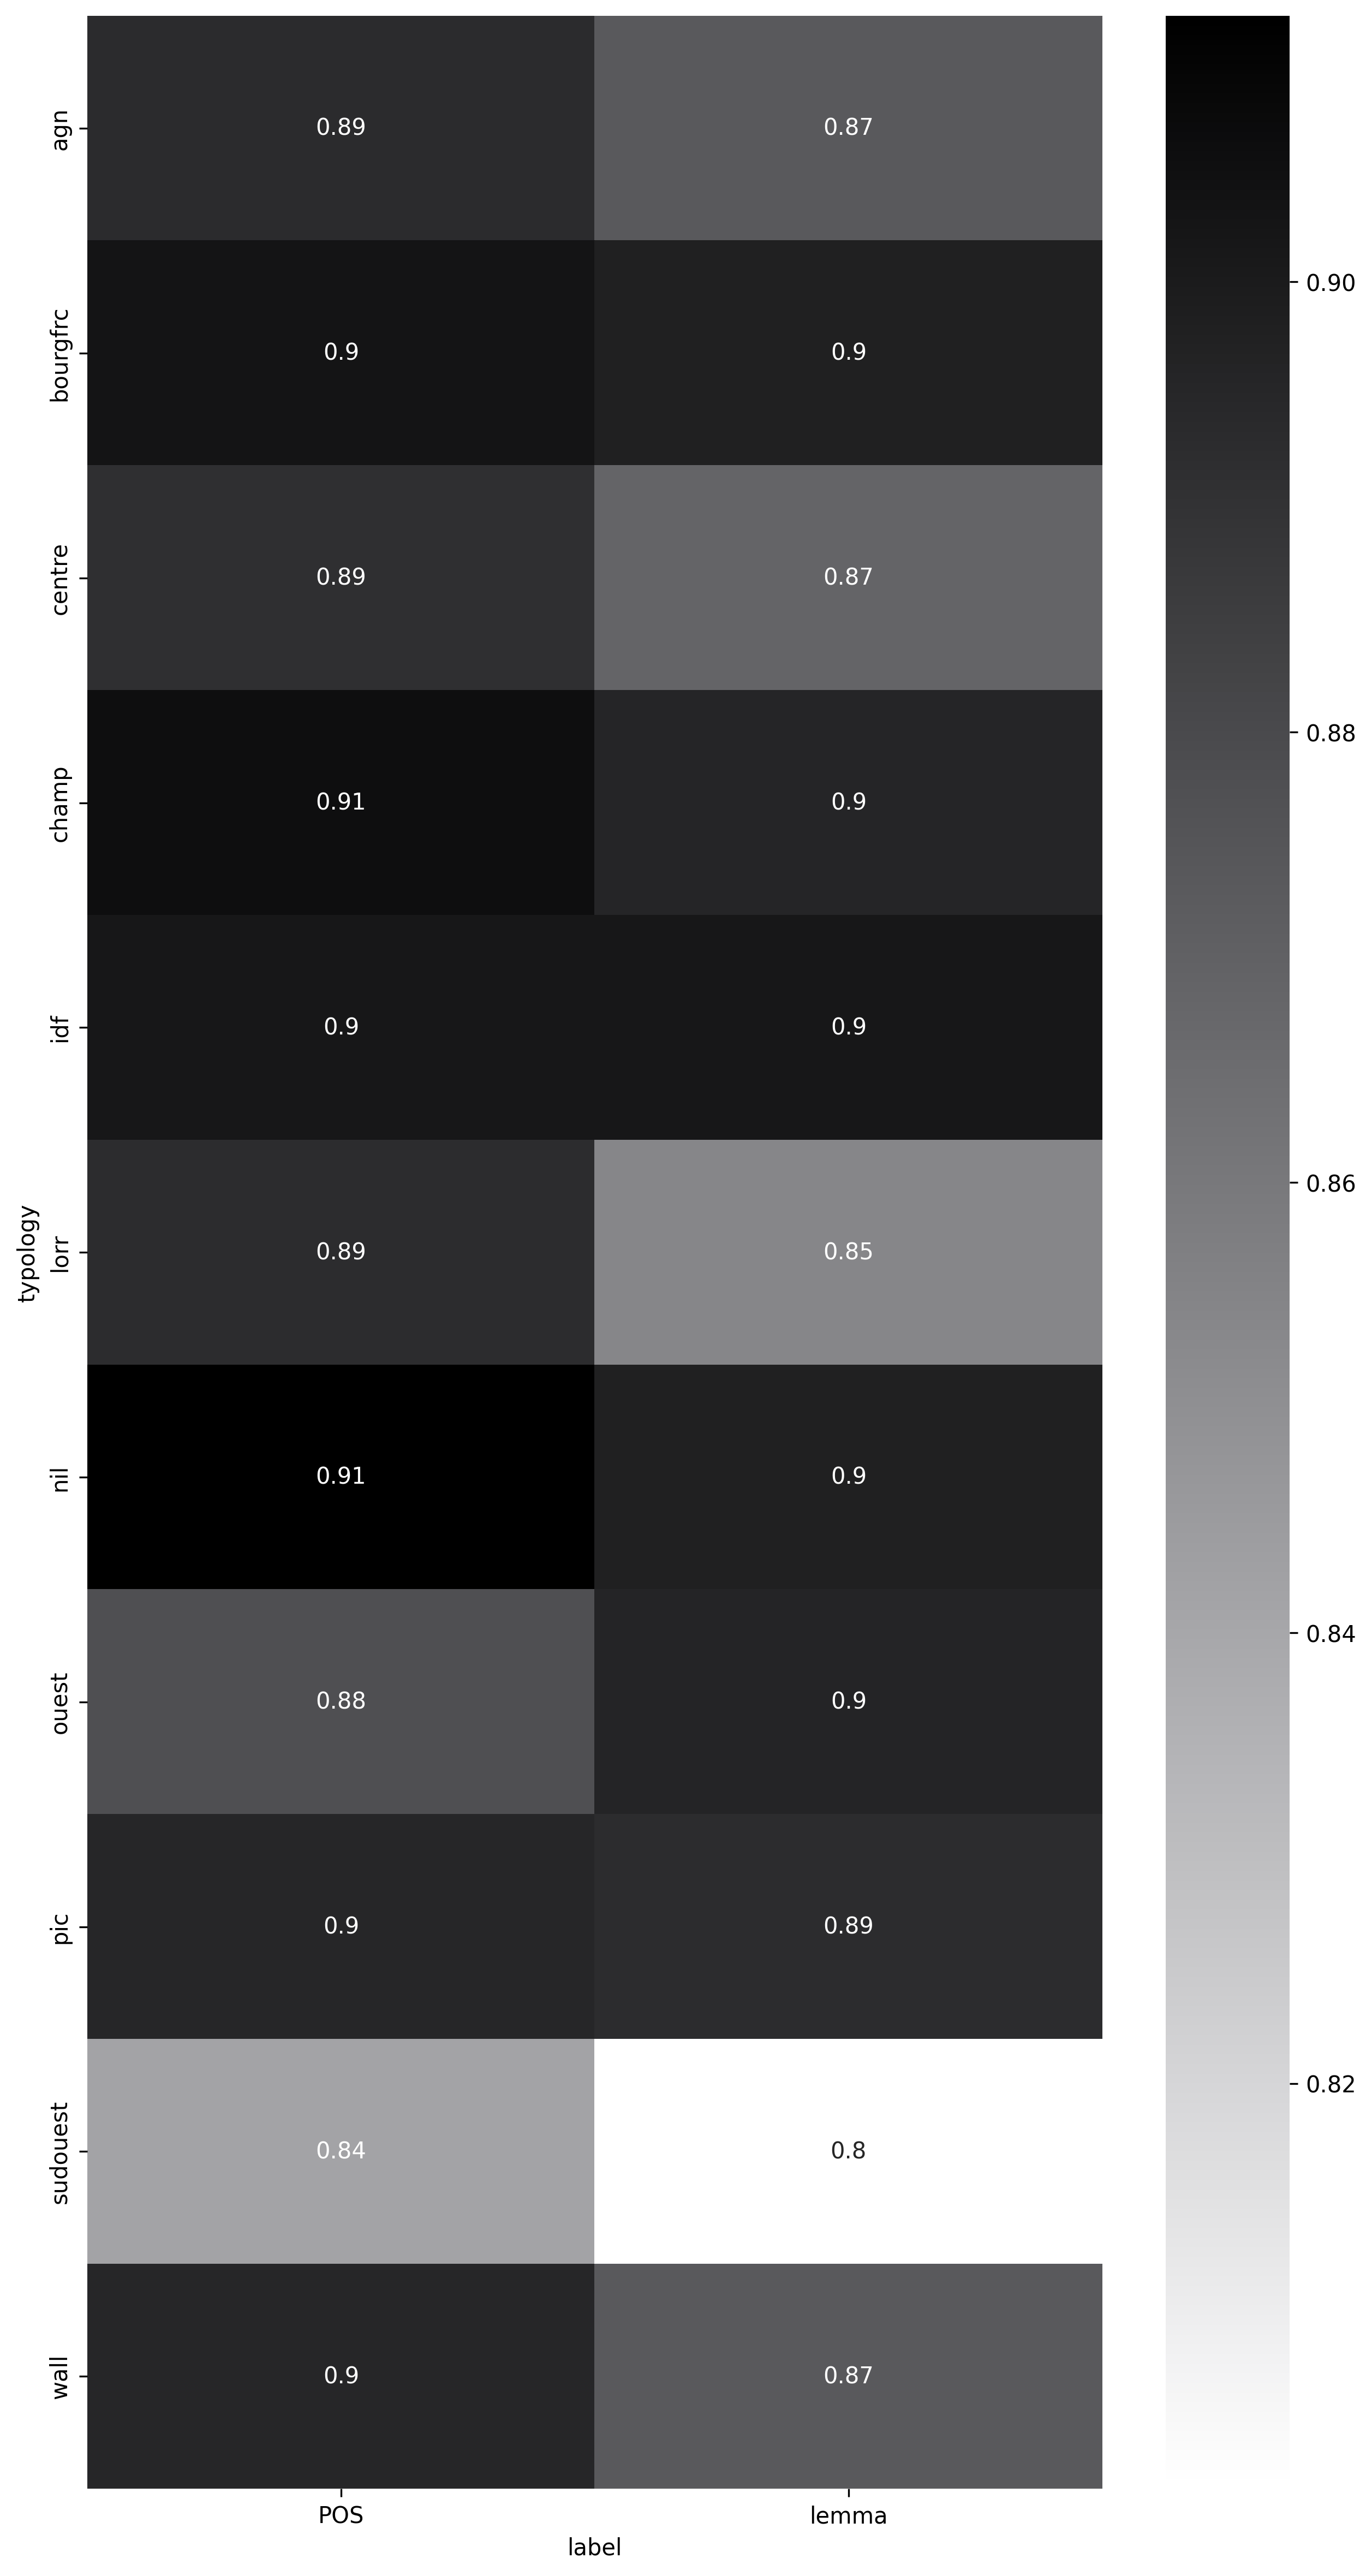 typology
agn 0.89 0.87
bourgfrc 0.9 0.9
centre 0.89 0.87
champ 0.91 0.9
idf 0.9 0.9
lorr 0.89 0.85
nil 0.91 0.9
ouest 0.88 0.9
pic 0.9 0.89
sudouest 0.84 0.8
wall 0.9 0.87
POS lemma
label
0.90
0.88
0.86
0.84
0.82